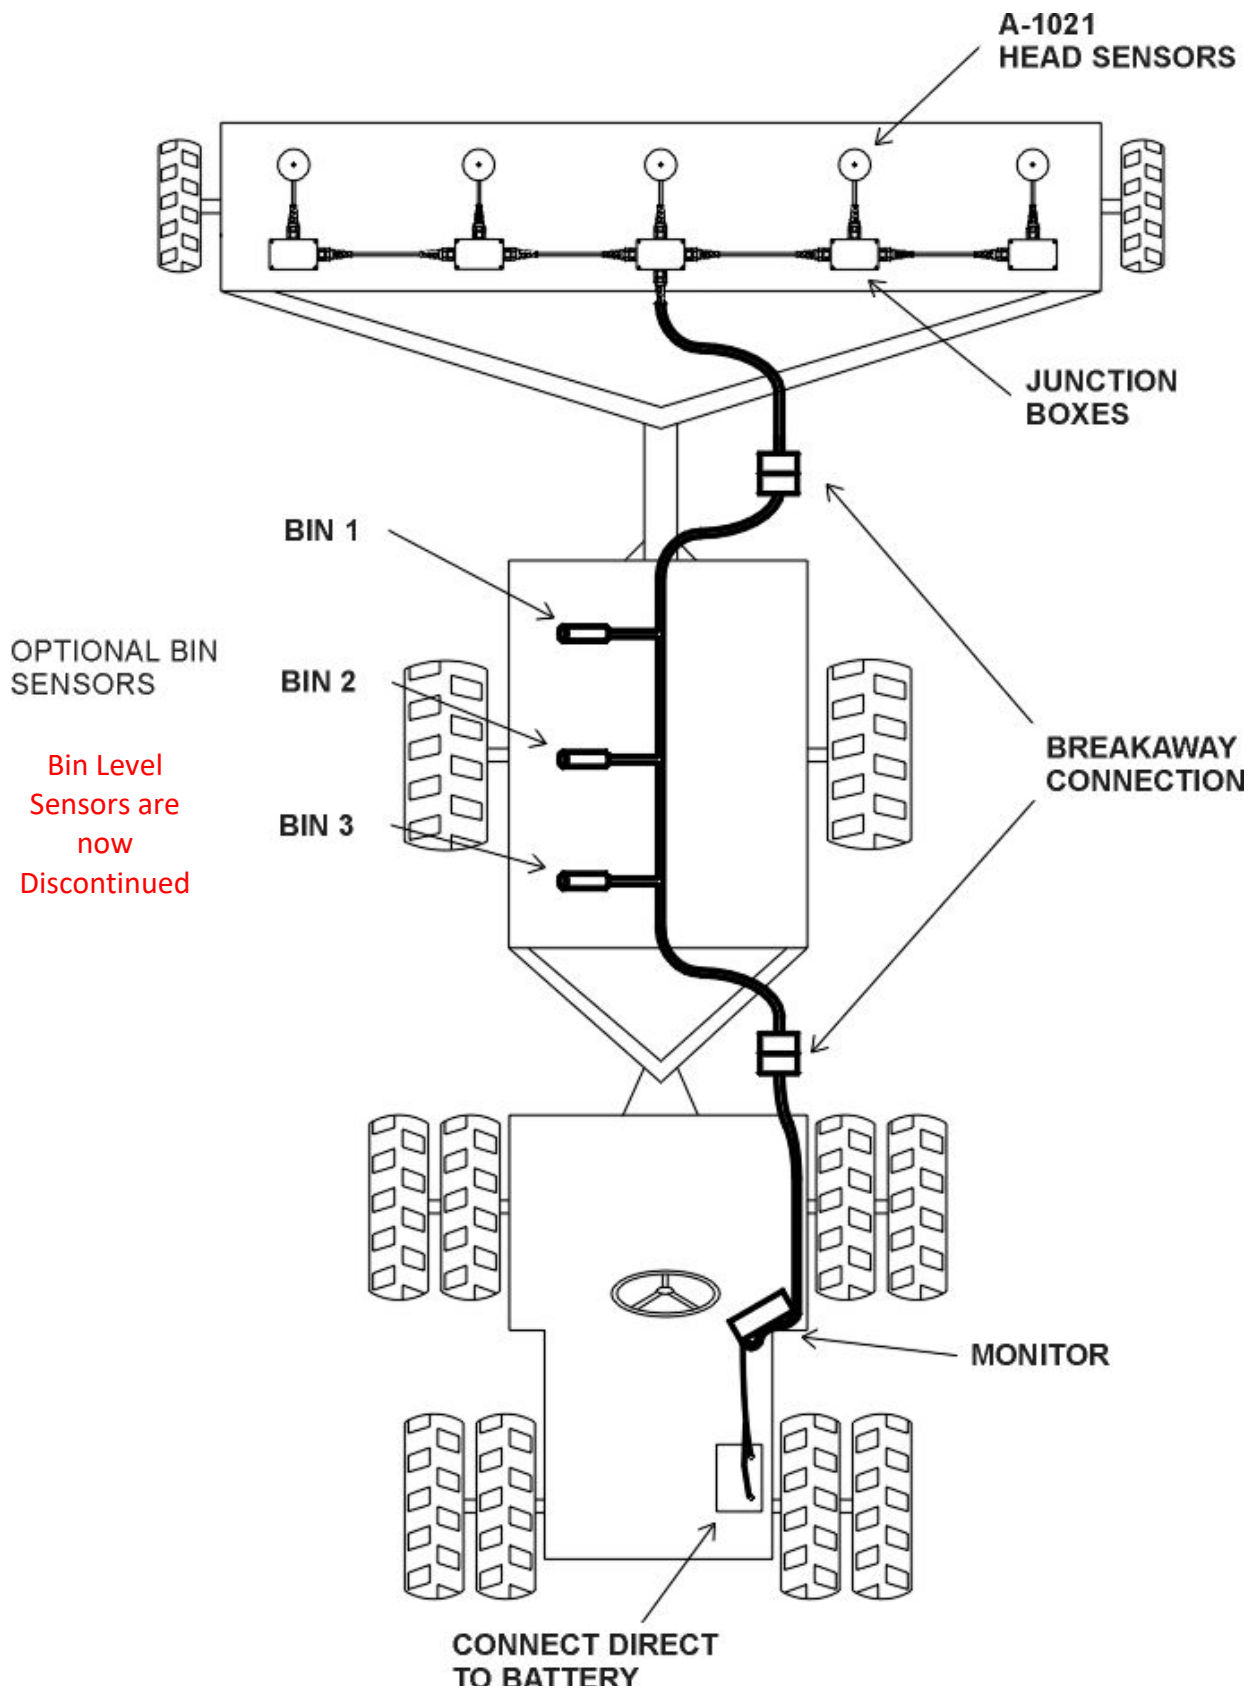 A-1021
HEAD SENSORS
JUNCTION
BOXES
BIN 1
OPTIONAL BIN
SENSORS
BIN 2
Bin Level
Sensors are
now
Discontinued
BIN 3
BREAKAWAY
CONNECTION
MONITOR
CONNECT DIRECT
TO BATTERY